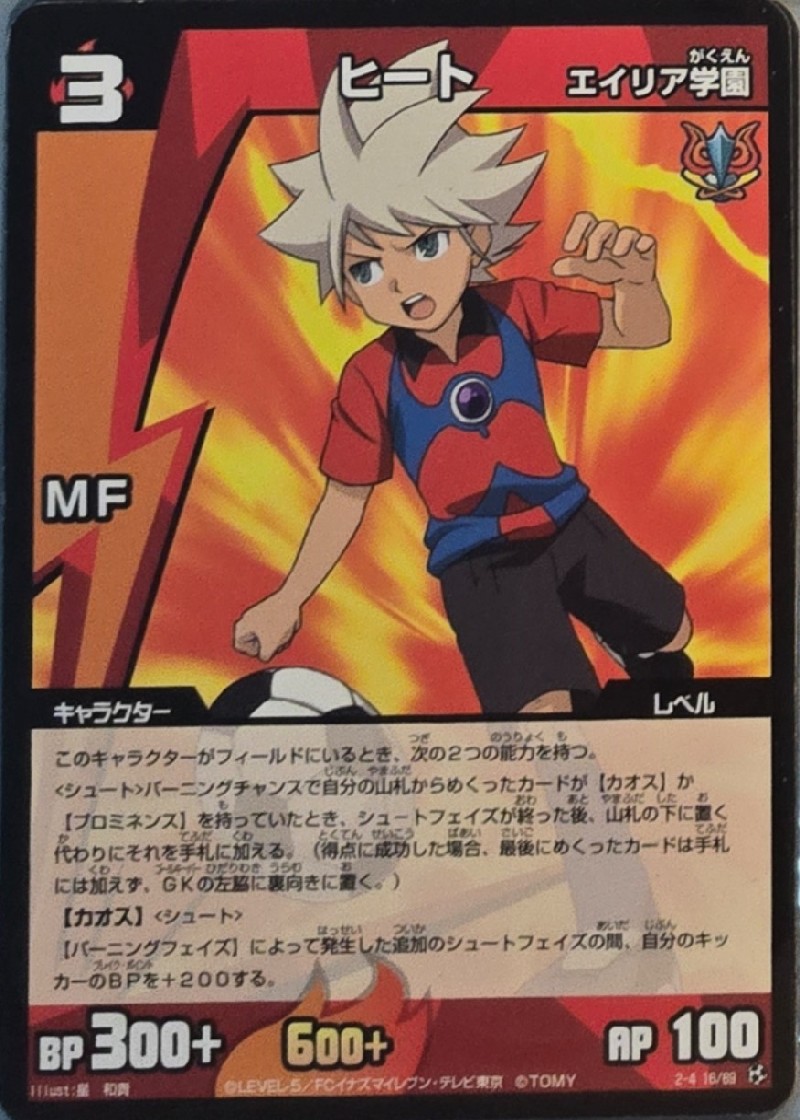 3
ヒート
エイリア学園
がくえん
MF
キャラクター
レベル
このキャラクターがフィールドにいるとき、次の2つの能力を持つ。
<シュート>バーニングチャンスで自分の山札からめくったカードが【カオス】か
【プロミネンス】を持っていたとき、シュートフェイズが終った後、山札の下に置く
代わりにそれを手札に加える。(得点に成功した場合、最後にめくったカードは手札
には加えず、GKの左脇に裏向きに置く。)
【カオス】<シュート>
【バーニングフェイズ】によって発生した追加のシュートフェイズの間、自分のキッ
カーのBPを+200する。
BP 300+ 600+ AP 100
Illust:星 和貴 ©LEVEL5/FCイナズマイレブン・テレビ東京 ©TOMY 2-4 16/69